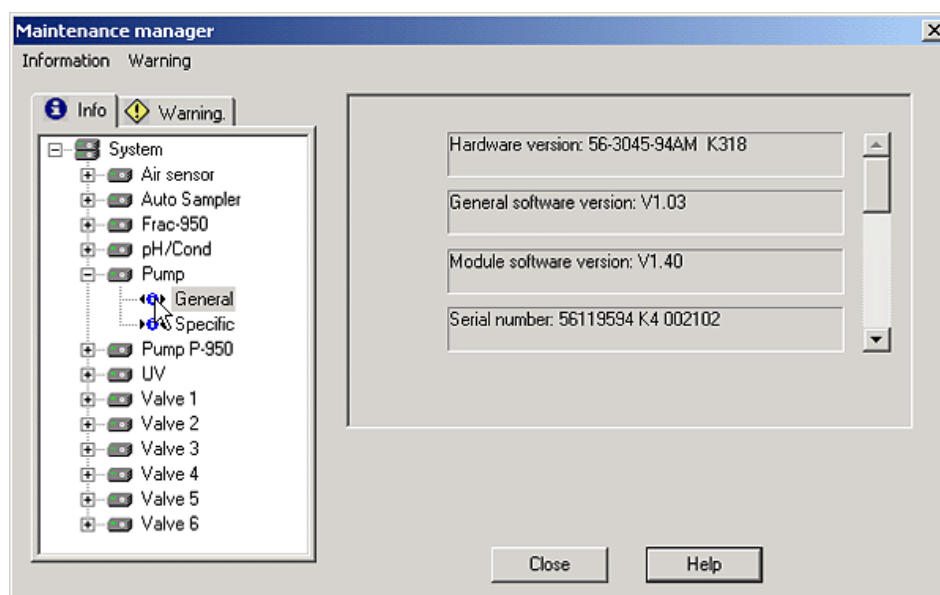 Maintenance manager
Information Warning
Info Warning.
System
Air sensor
Auto Sampler
Frac-950
pH/Cond
Pump
General
Specific
Pump P-950
UV
Valve 1
Valve 2
Valve 3
Valve 4
Valve 5
Valve 6
Hardware version: 56-3045-94AM K318
General software version: V1.03
Module software version: V1.40
Serial number: 56119594 K4 002102
Close Help